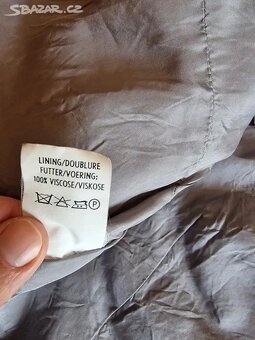 SBAZAR.CZ
LINING/DOUBLURE
FUTTER/VOERING:
100% VISCOSE/VISKOSE
P